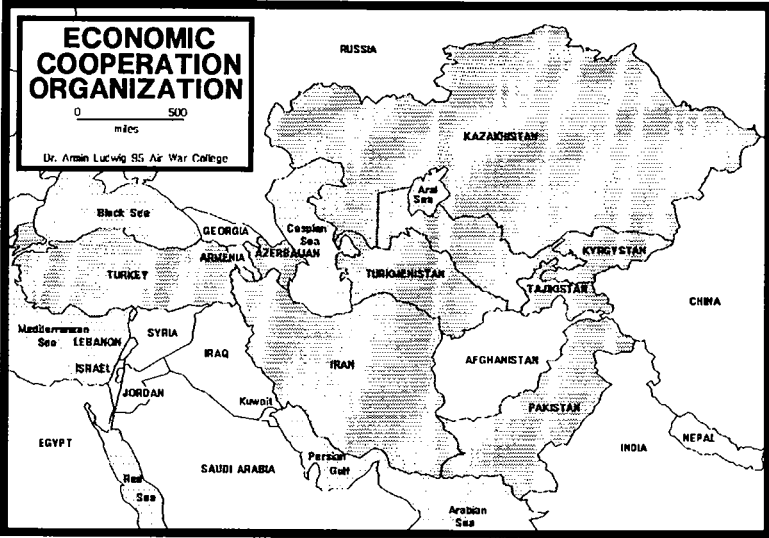 ECONOMIC
COOPERATION
ORGANIZATION
0 500
miles
Dr. Armin Ludwig 95 Air War College
RUSSIA
KAZAKHSTAN
Aral
Sea
Black Sea
GEORGIA
Caspian
Sea
ARMENIA
AZERBAIJAN
KYRGYSTAN
TURKEY
TURKMENISTAN
TAJIKISTAN
CHINA
Mediterranean
Sea
LEBANON
SYRIA
IRAQ
IRAN
AFGHANISTAN
ISRAEL
JORDAN
Kuwait
PAKISTAN
EGYPT
SAUDI ARABIA
Persian
Gulf
INDIA
NEPAL
Red
Sea
Arabian
Sea